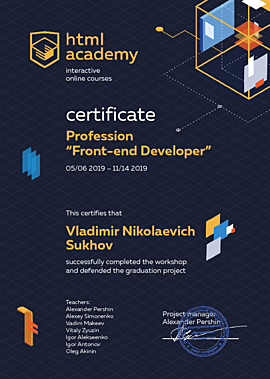 html
academy
interactive
online courses
certificate
Profession
“Front-end Developer”
05/06 2019 – 11/14 2019
This certifies that
Vladimir Nikolaevich
Sukhov
successfully completed the workshop
and defended the graduation project
Teachers:
Alexander Pershin
Alexey Simonenko
Vadim Makeev
Vitaly Zyuzin
Igor Alekseenko
Igor Antonov
Oleg Akinin
Project manager
Alexander Pershin